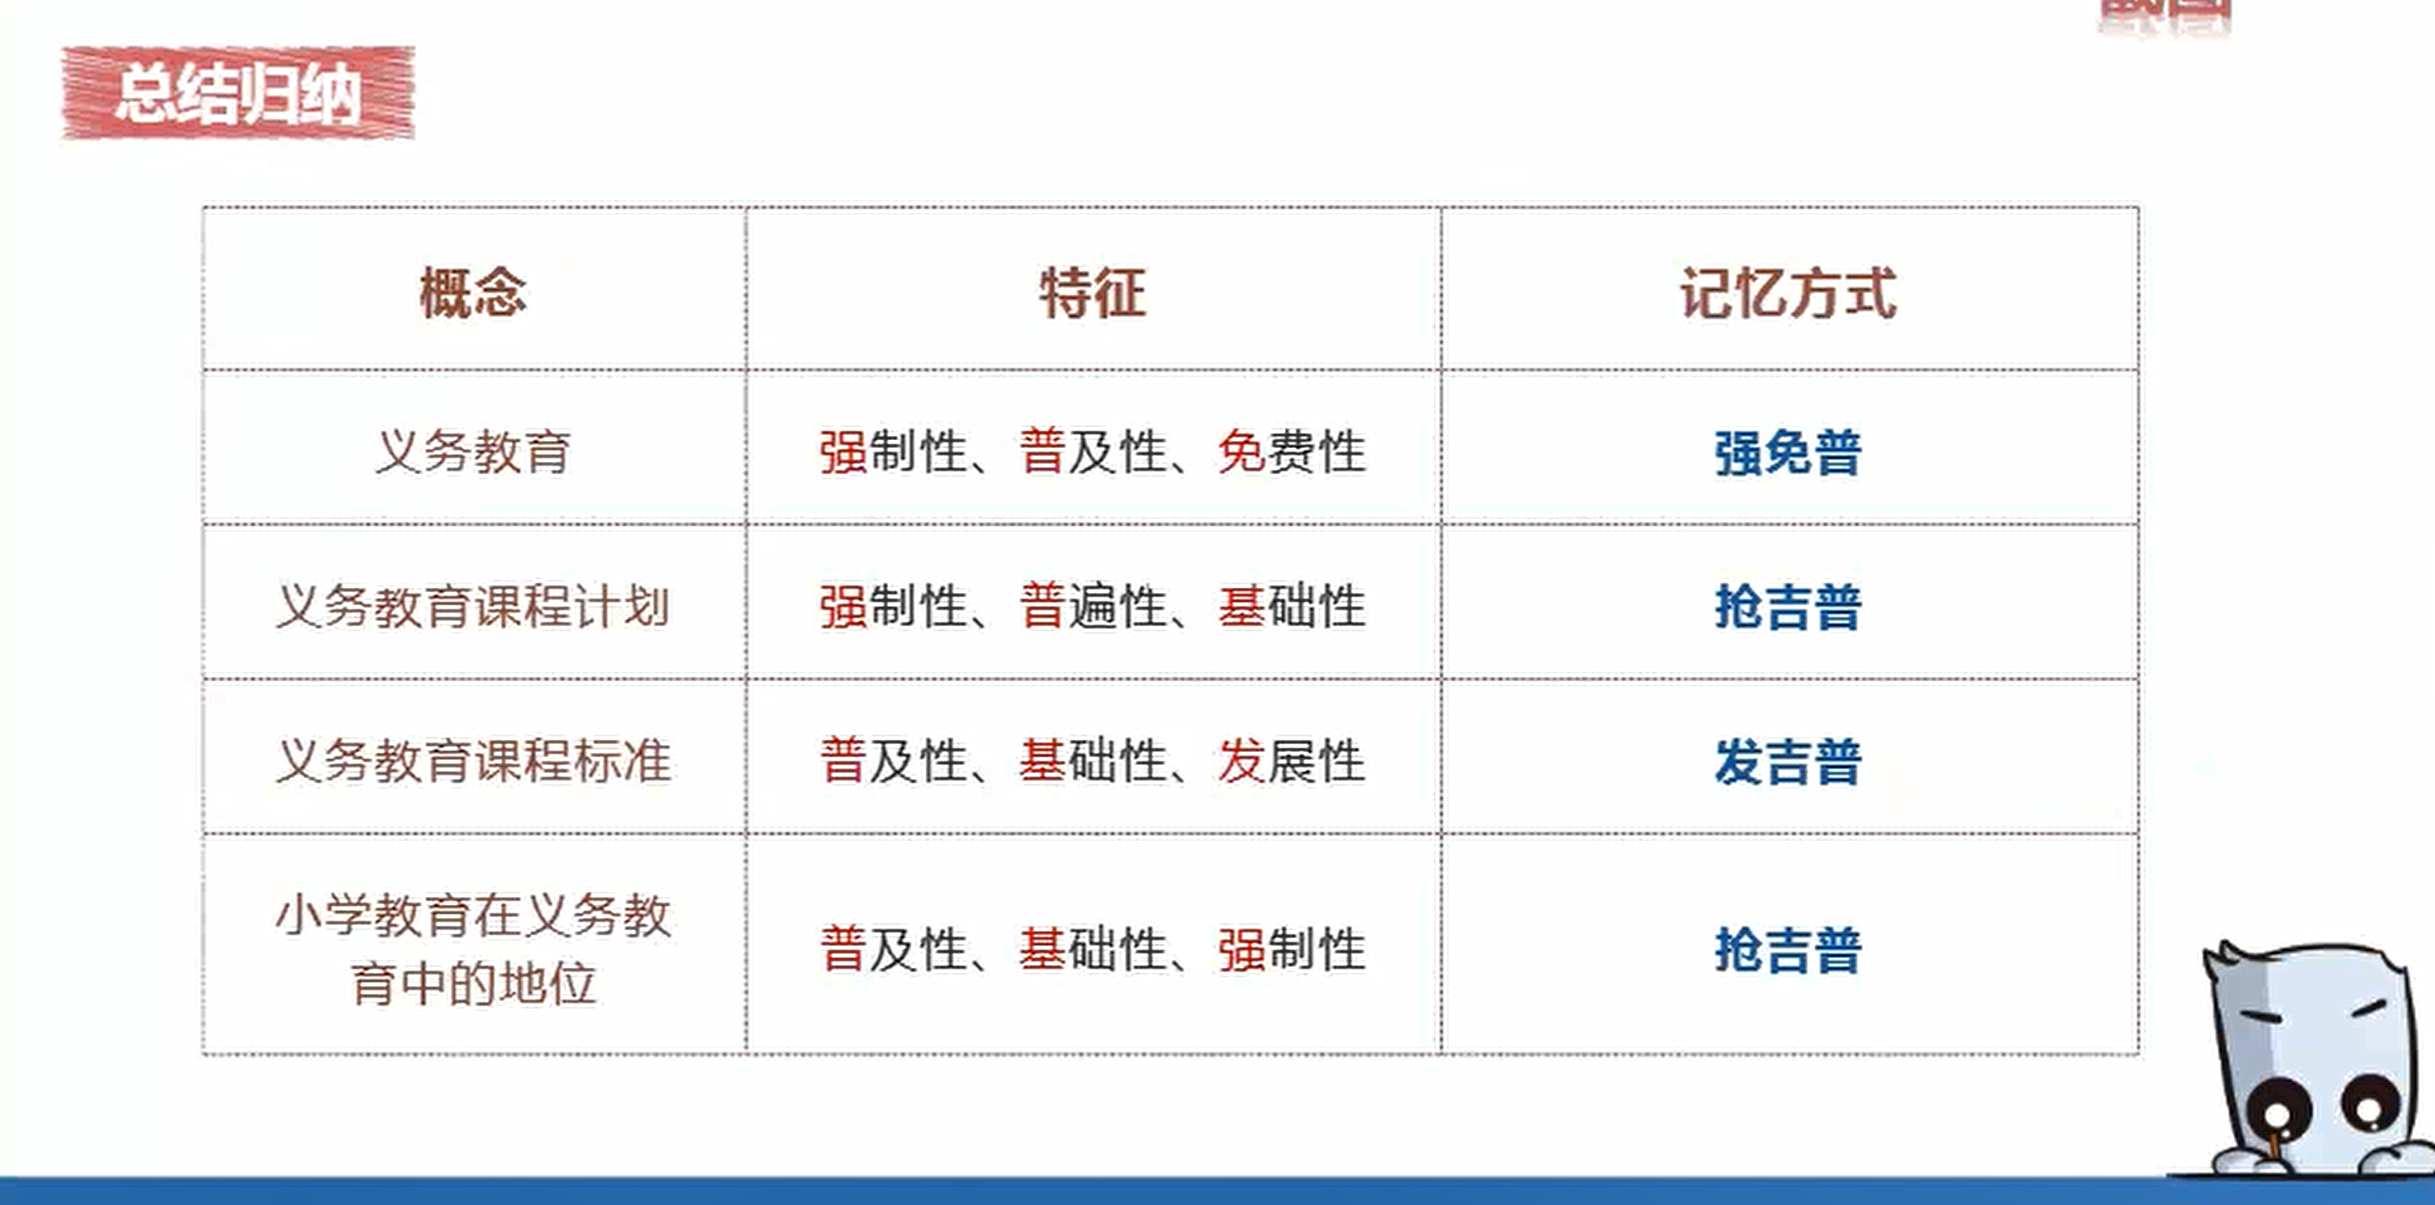 总结归纳
概念 特征 记忆方式
义务教育 强制性、普及性、免费性 强免普
义务教育课程计划 强制性、普遍性、基础性 抢吉普
义务教育课程标准 普及性、基础性、发展性 发吉普
小学教育在义务教
育中的地位 普及性、基础性、强制性 抢吉普